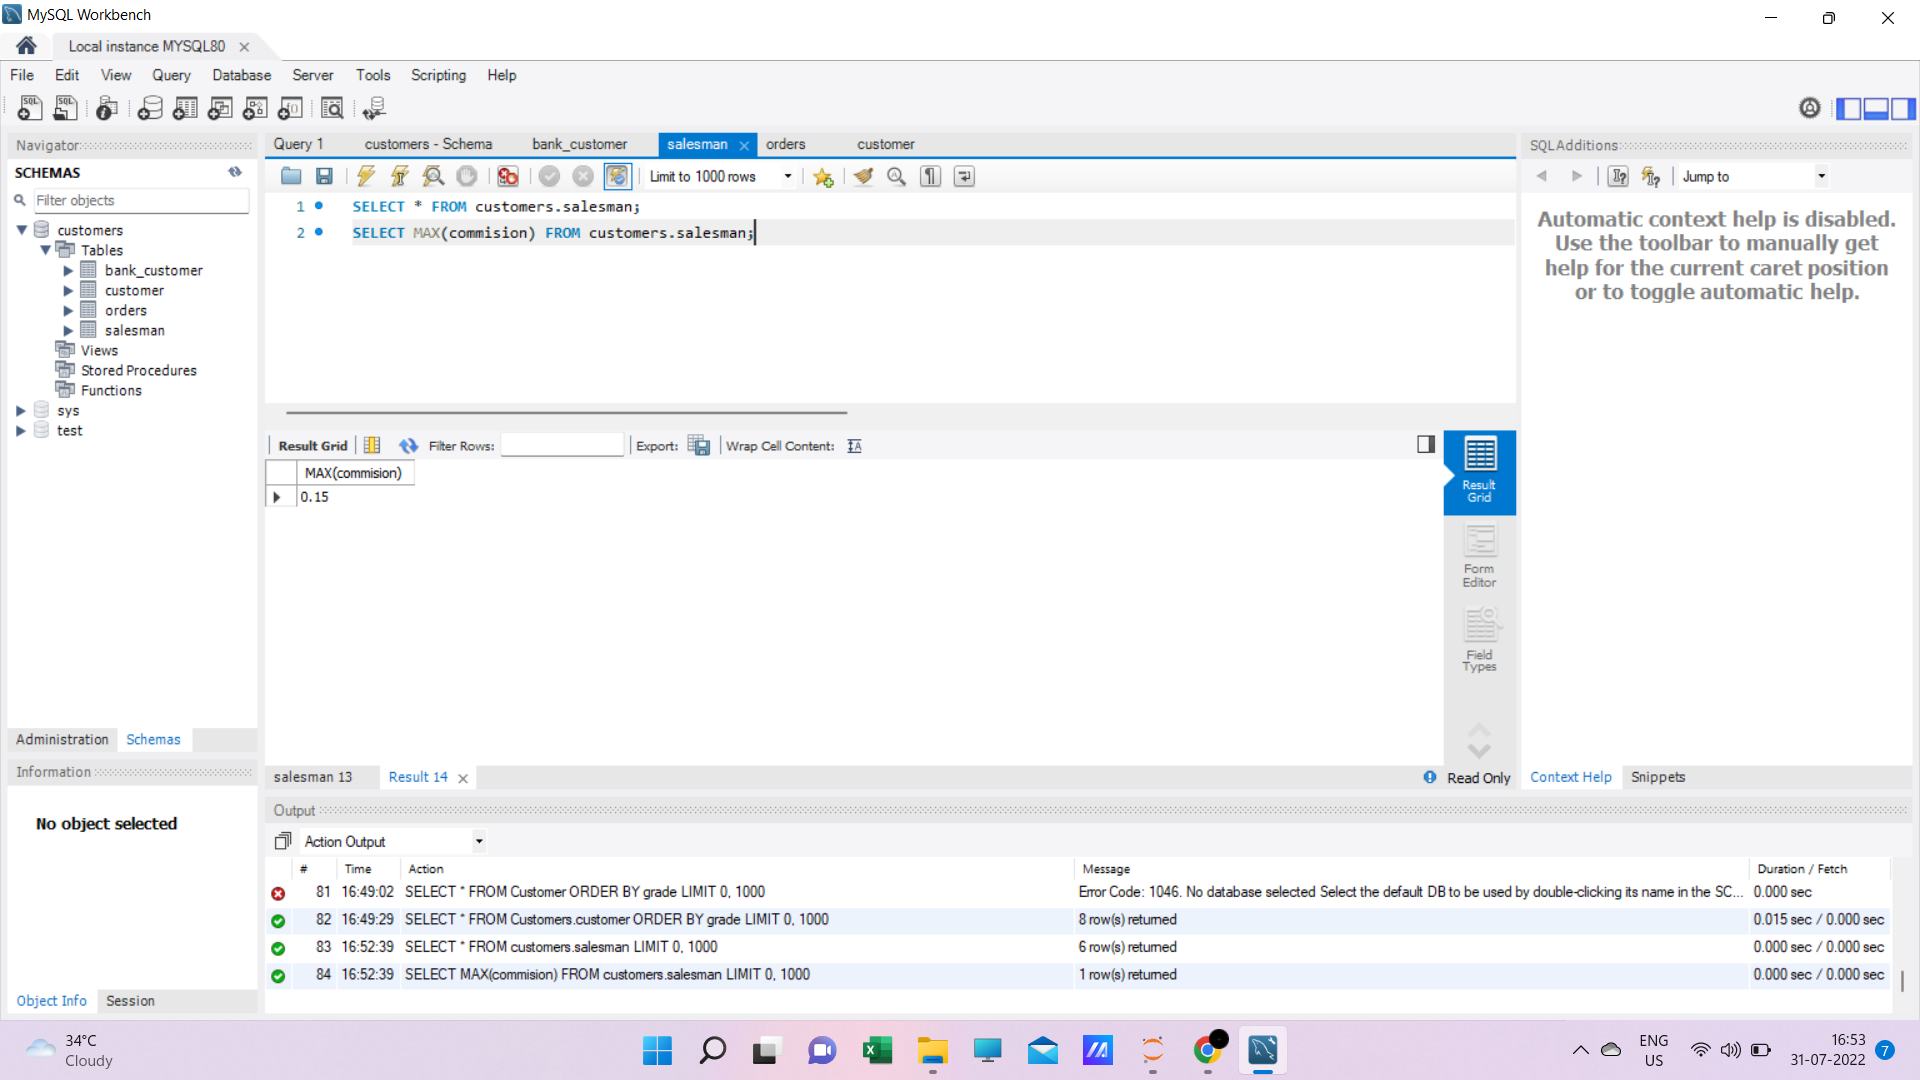 MySQL Workbench
Local instance MYSQL80
File Edit View Query Database Server Tools Scripting Help
Navigator
SCHEMAS
Filter objects
customers
Tables
bank_customer
customer
orders
salesman
Views
Stored Procedures
Functions
sys
test
Administration Schemas
Information
No object selected
Object Info Session
Query 1 customers - Schema bank_customer salesman orders customer
Limit to 1000 rows
1 SELECT * FROM customers.salesman;
2 SELECT MAX(commision) FROM customers.salesman;
Result Grid Filter Rows: Export: Wrap Cell Content:
MAX(commision)
0.15
Result
Grid
Form
Editor
Field
Types
salesman 13 Result 14 Read Only
SQLAdditions
Jump to
Automatic context help is disabled.
Use the toolbar to manually get
help for the current caret position
or to toggle automatic help.
Context Help Snippets
Output
Action Output
# Time Action Message Duration / Fetch
81 16:49:02 SELECT * FROM Customer ORDER BY grade LIMIT 0, 1000 Error Code: 1046. No database selected Select the default DB to be used by double-clicking its name in the SC... 0.000 sec
82 16:49:29 SELECT * FROM Customers.customer ORDER BY grade LIMIT 0, 1000 8 row(s) returned 0.015 sec / 0.000 sec
83 16:52:39 SELECT * FROM customers.salesman LIMIT 0, 1000 6 row(s) returned 0.000 sec / 0.000 sec
84 16:52:39 SELECT MAX(commision) FROM customers.salesman LIMIT 0, 1000 1 row(s) returned 0.000 sec / 0.000 sec
34°C
Cloudy
ENG
US
16:53
31-07-2022
7